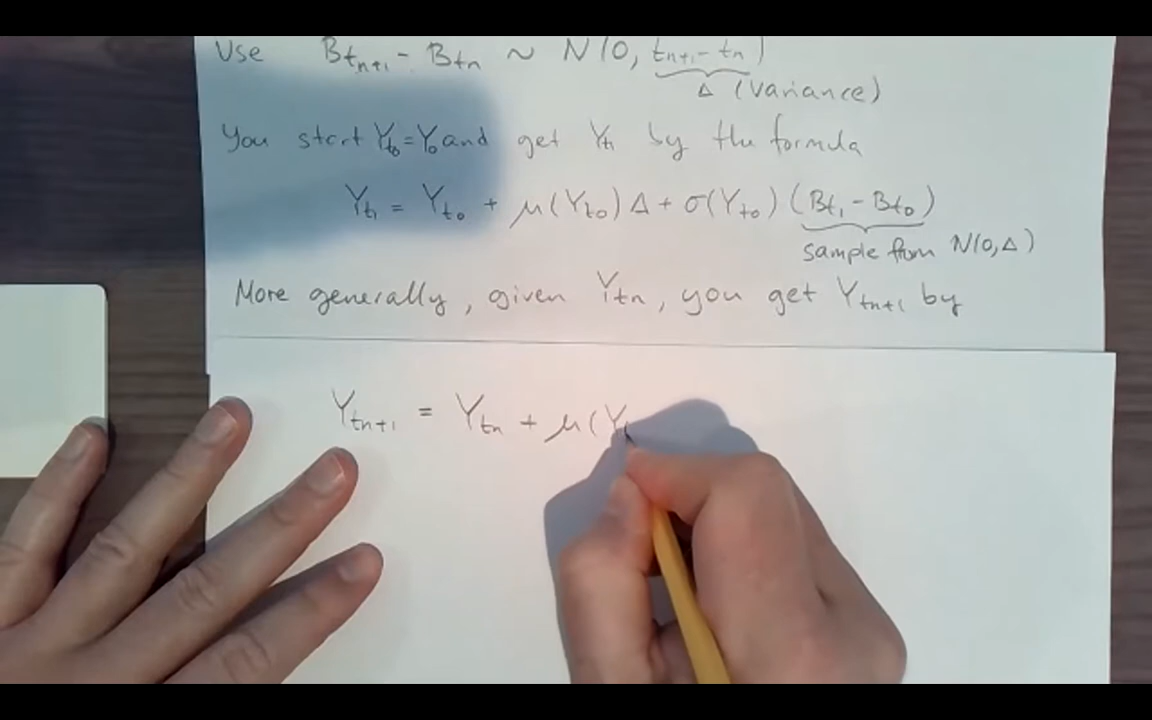 Use B_{t_{n+1}} - B_{t_n} ~ N(0, t_{n+1} - t_n)
Δ (variance)
You start Y_{t_0} = Y_0 and get Y_{t_1} by the formula
Y_{t_1} = Y_{t_0} + μ(Y_{t_0}) Δ + σ(Y_{t_0}) (B_{t_1} - B_{t_0})
sample from N(0, Δ)
More generally, given Y_{t_n}, you get Y_{t_{n+1}} by
Y_{t_{n+1}} = Y_{t_n} + μ(Y